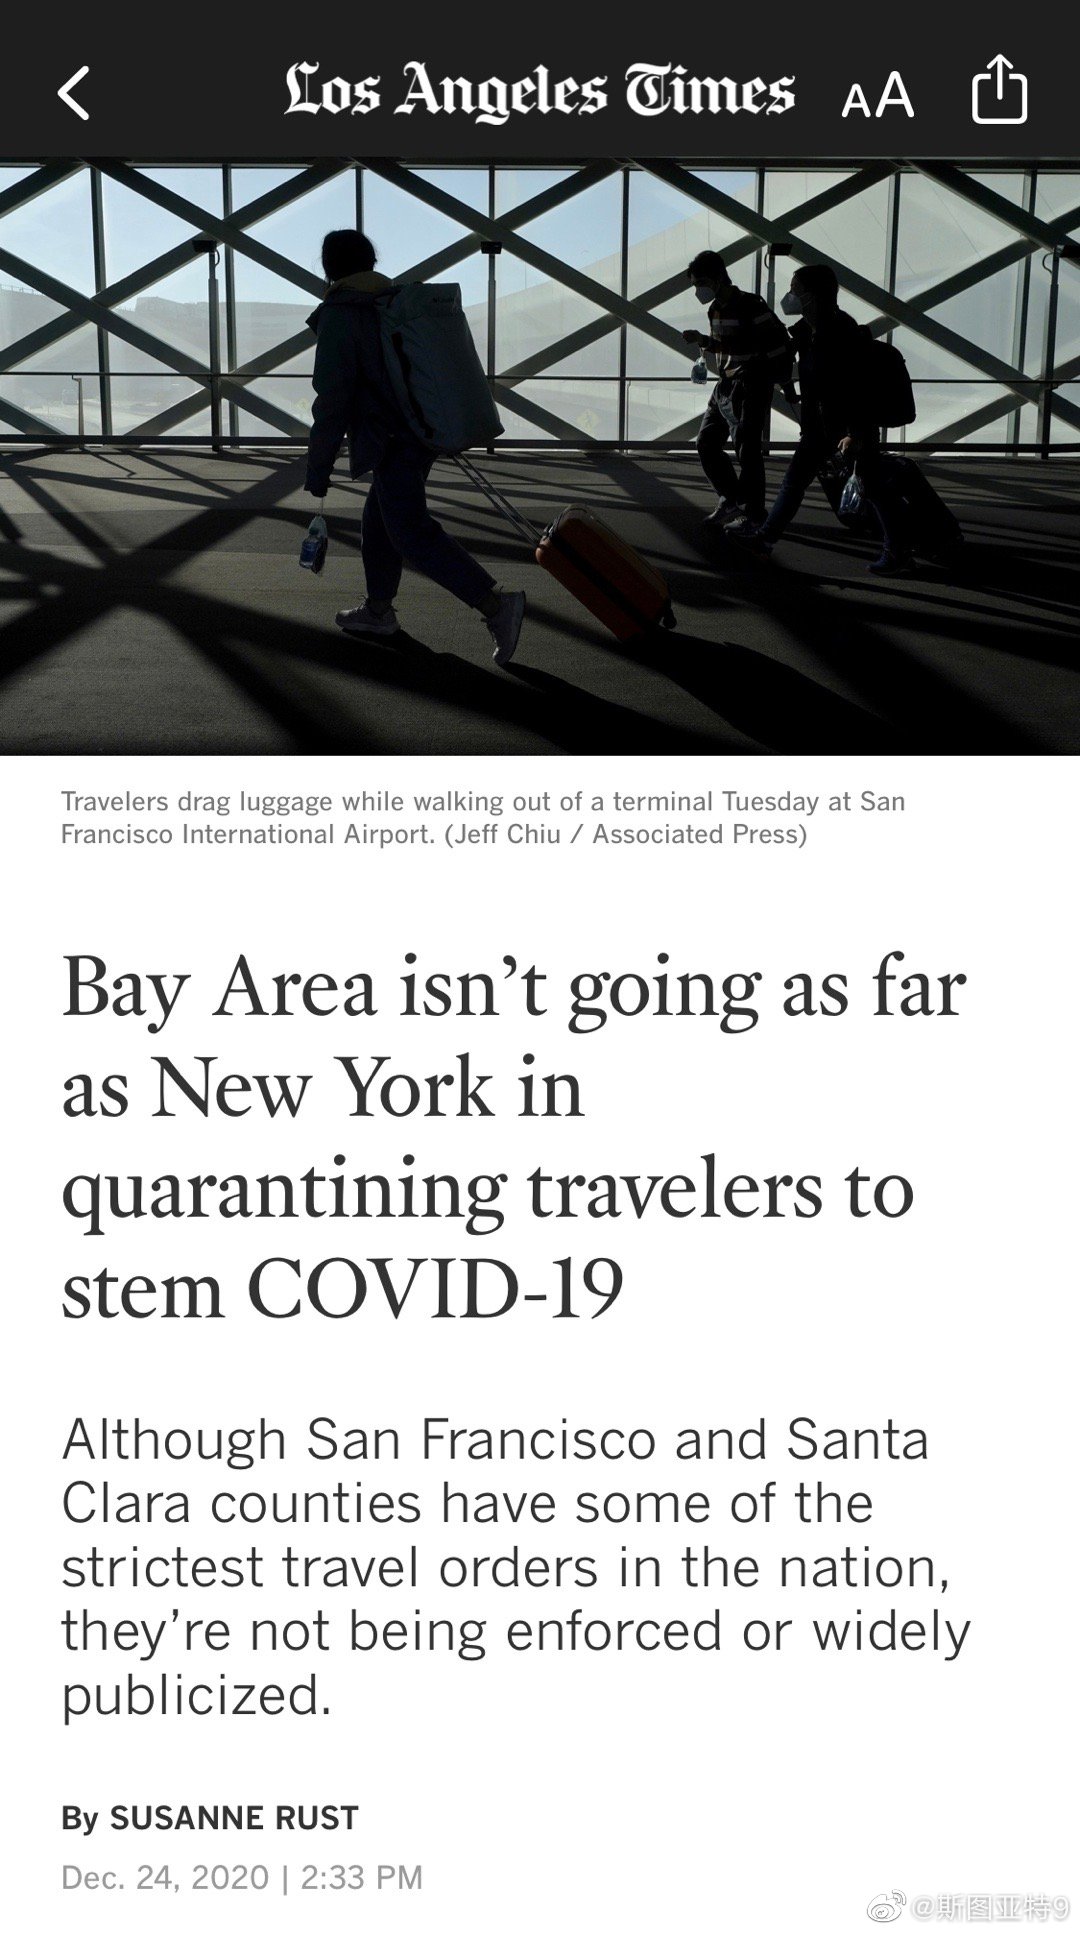 Los Angeles Times
AA
Travelers drag luggage while walking out of a terminal Tuesday at San
Francisco International Airport. (Jeff Chiu / Associated Press)
Bay Area isn’t going as far
as New York in
quarantining travelers to
stem COVID-19
Although San Francisco and Santa
Clara counties have some of the
strictest travel orders in the nation,
they’re not being enforced or widely
publicized.
By SUSANNE RUST
Dec. 24, 2020 | 2:33 PM
@斯图亚特9